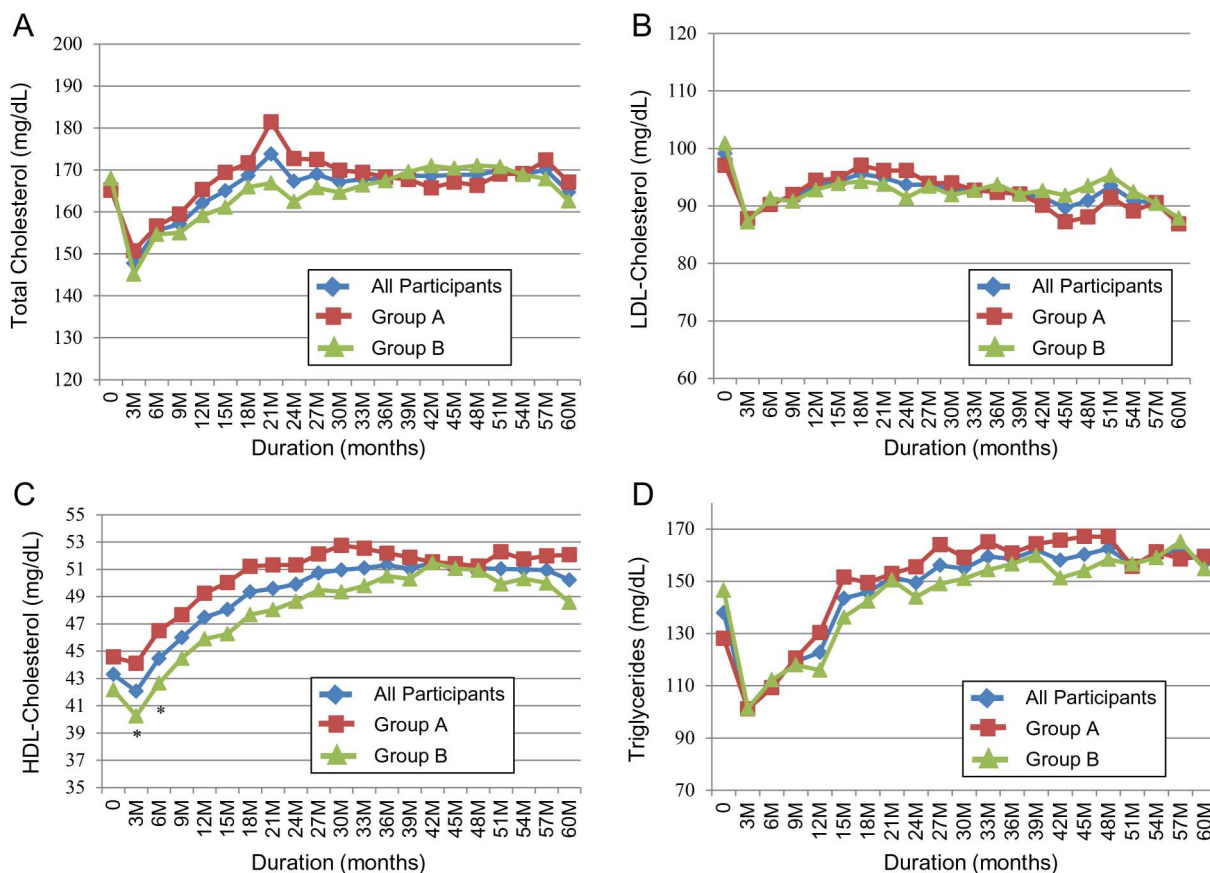 A
Total Cholesterol (mg/dL)
200
190
180
170
160
150
140
130
120
All Participants
Group A
Group B
0 3M 6M 9M 12M 15M 18M 21M 24M 27M 30M 33M 36M 39M 42M 45M 48M 51M 54M 57M 60M
Duration (months)
B
LDL-Cholesterol (mg/dL)
120
110
100
90
80
70
60
All Participants
Group A
Group B
0 3M 6M 9M 12M 15M 18M 21M 24M 27M 30M 33M 36M 39M 42M 45M 48M 51M 54M 57M 60M
Duration (months)
C
HDL-Cholesterol (mg/dL)
55
53
51
49
47
45
43
41
39
37
35
*
*
All Participants
Group A
Group B
0 3M 6M 9M 12M 15M 18M 21M 24M 27M 30M 33M 36M 39M 42M 45M 48M 51M 54M 57M 60M
Duration (months)
D
Triglycerides (mg/dL)
170
150
130
110
90
70
All Participants
Group A
Group B
0 3M 6M 9M 12M 15M 18M 21M 24M 27M 30M 33M 36M 39M 42M 45M 48M 51M 54M 57M 60M
Duration (months)